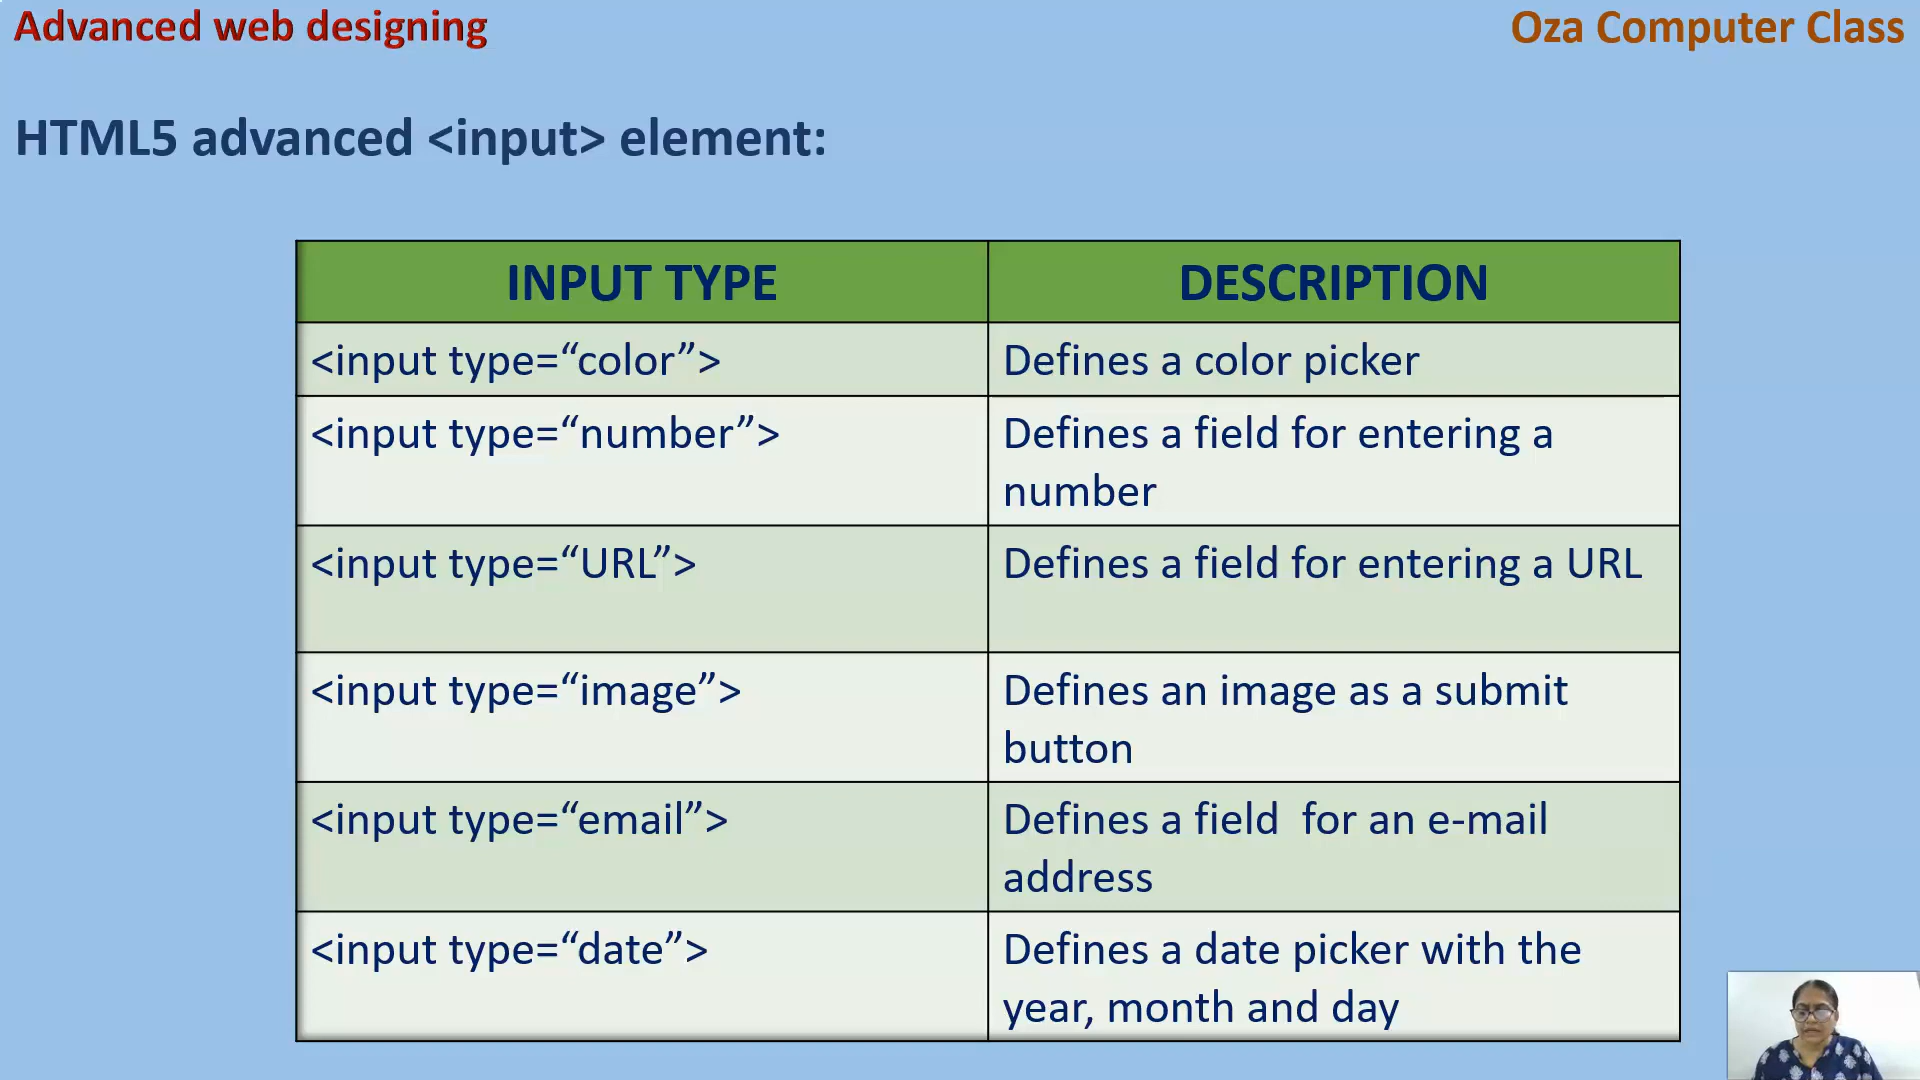 Advanced web designing
Oza Computer Class
HTML5 advanced <input> element:
INPUT TYPE
DESCRIPTION
<input type=“color”>
Defines a color picker
<input type=“number”>
Defines a field for entering a
number
<input type=“URL”>
Defines a field for entering a URL
<input type=“image”>
Defines an image as a submit
button
<input type=“email”>
Defines a field  for an e-mail
address
<input type=“date”>
Defines a date picker with the
year, month and day